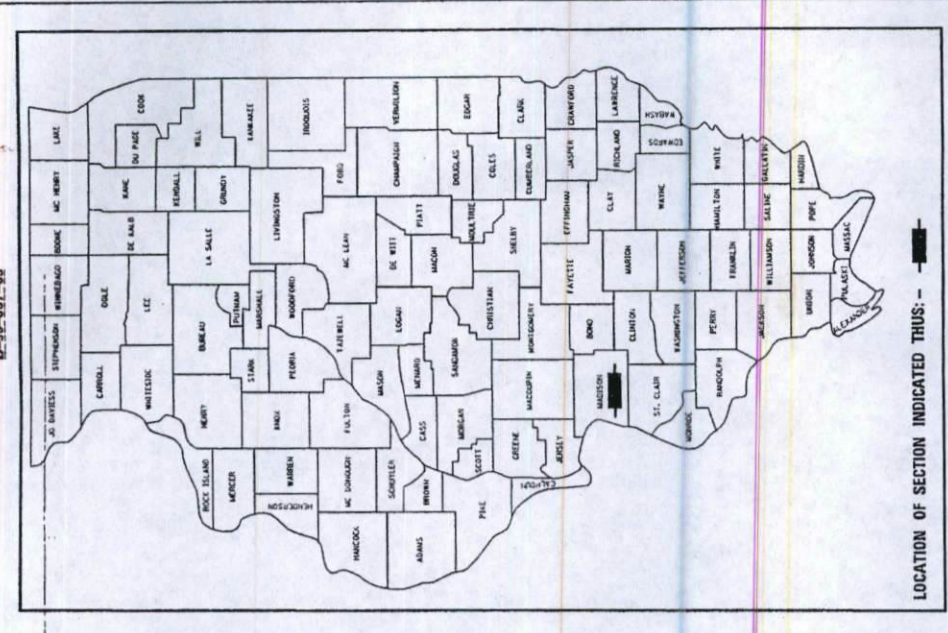 JO DAVIESS
STEPHENSON
WINNEBAGO
BOONE
MC HENRY
LAKE
CARROLL
OGLE
DE KALB
KANE
DU PAGE
COOK
WHITESIDE
LEE
KENDALL
WILL
ROCK ISLAND
HENRY
BUREAU
LA SALLE
GRUNDY
KANKAKEE
MERCER
STARK
PUTNAM
MARSHALL
LIVINGSTON
IROQUOIS
HENDERSON
WARREN
KNOX
PEORIA
WOODFORD
FORD
HANCOCK
MC DONOUGH
FULTON
TAZEWELL
MC LEAN
CHAMPAIGN
VERMILION
ADAMS
SCHUYLER
BROWN
CASS
MASON
MENARD
LOGAN
DE WITT
PIATT
MACON
DOUGLAS
EDGAR
PIKE
SCOTT
MORGAN
SANGAMON
CHRISTIAN
MOULTRIE
COLES
SHELBY
CUMBERLAND
CLARK
CALHOUN
GREENE
JERSEY
MACOUPIN
MONTGOMERY
FAYETTE
EFFINGHAM
JASPER
CRAWFORD
MADISON
BOND
CLAY
RICHLAND
LAWRENCE
ST. CLAIR
CLINTON
MARION
WAYNE
EDWARDS
WABASH
MONROE
WASHINGTON
JEFFERSON
RANDOLPH
PERRY
FRANKLIN
HAMILTON
WHITE
JACKSON
WILLIAMSON
SALINE
GALLATIN
UNION
JOHNSON
POPE
HARDIN
ALEXANDER
PULASKI
MASSAC
LOCATION OF SECTION INDICATED THUS: -